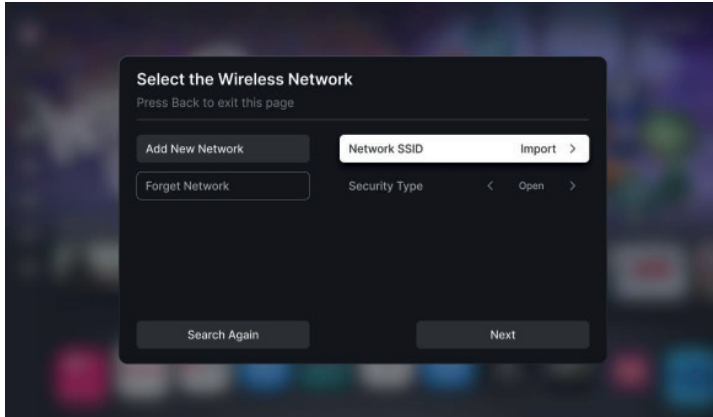 Select the Wireless Network
Press Back to exit this page
Add New Network
Network SSID Import >
Forget Network
Security Type < Open >
Search Again
Next